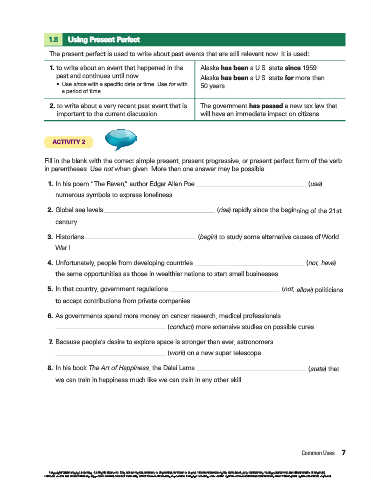 1.8 Using Present Perfect
The present perfect is used to write about past events that are still relevant now It is used:
1. to write about an event that happened in the
past and continues until now
• Use since with a specific date or time Use for with
a period of time
Alaska has been a U S state since 1959
Alaska has been a U S state for more than
50 years
2. to write about a very recent past event that is
important to the current discussion
The government has passed a new tax law that
will have an immediate impact on citizens
ACTIVITY 2
Fill in the blank with the correct simple present, present progressive, or present perfect form of the verb
in parentheses Use not when given More than one answer may be possible
1. In his poem "The Raven," author Edgar Allen Poe (use)
numerous symbols to express loneliness
2. Global sea levels (rise) rapidly since the beginning of the 21st
century
3. Historians (begin) to study some alternative causes of World
War I
4. Unfortunately, people from developing countries (not, have)
the same opportunities as those in wealthier nations to start small businesses
5. In that country, government regulations (not, allow) politicians
to accept contributions from private companies
6. As governments spend more money on cancer research, medical professionals
(conduct) more extensive studies on possible cures
7. Because people's desire to explore space is stronger than ever, astronomers
(work) on a new super telescope
8. In his book The Art of Happiness, the Dalai Lama (state) that
we can train in happiness much like we can train in any other skill
Common Uses 7